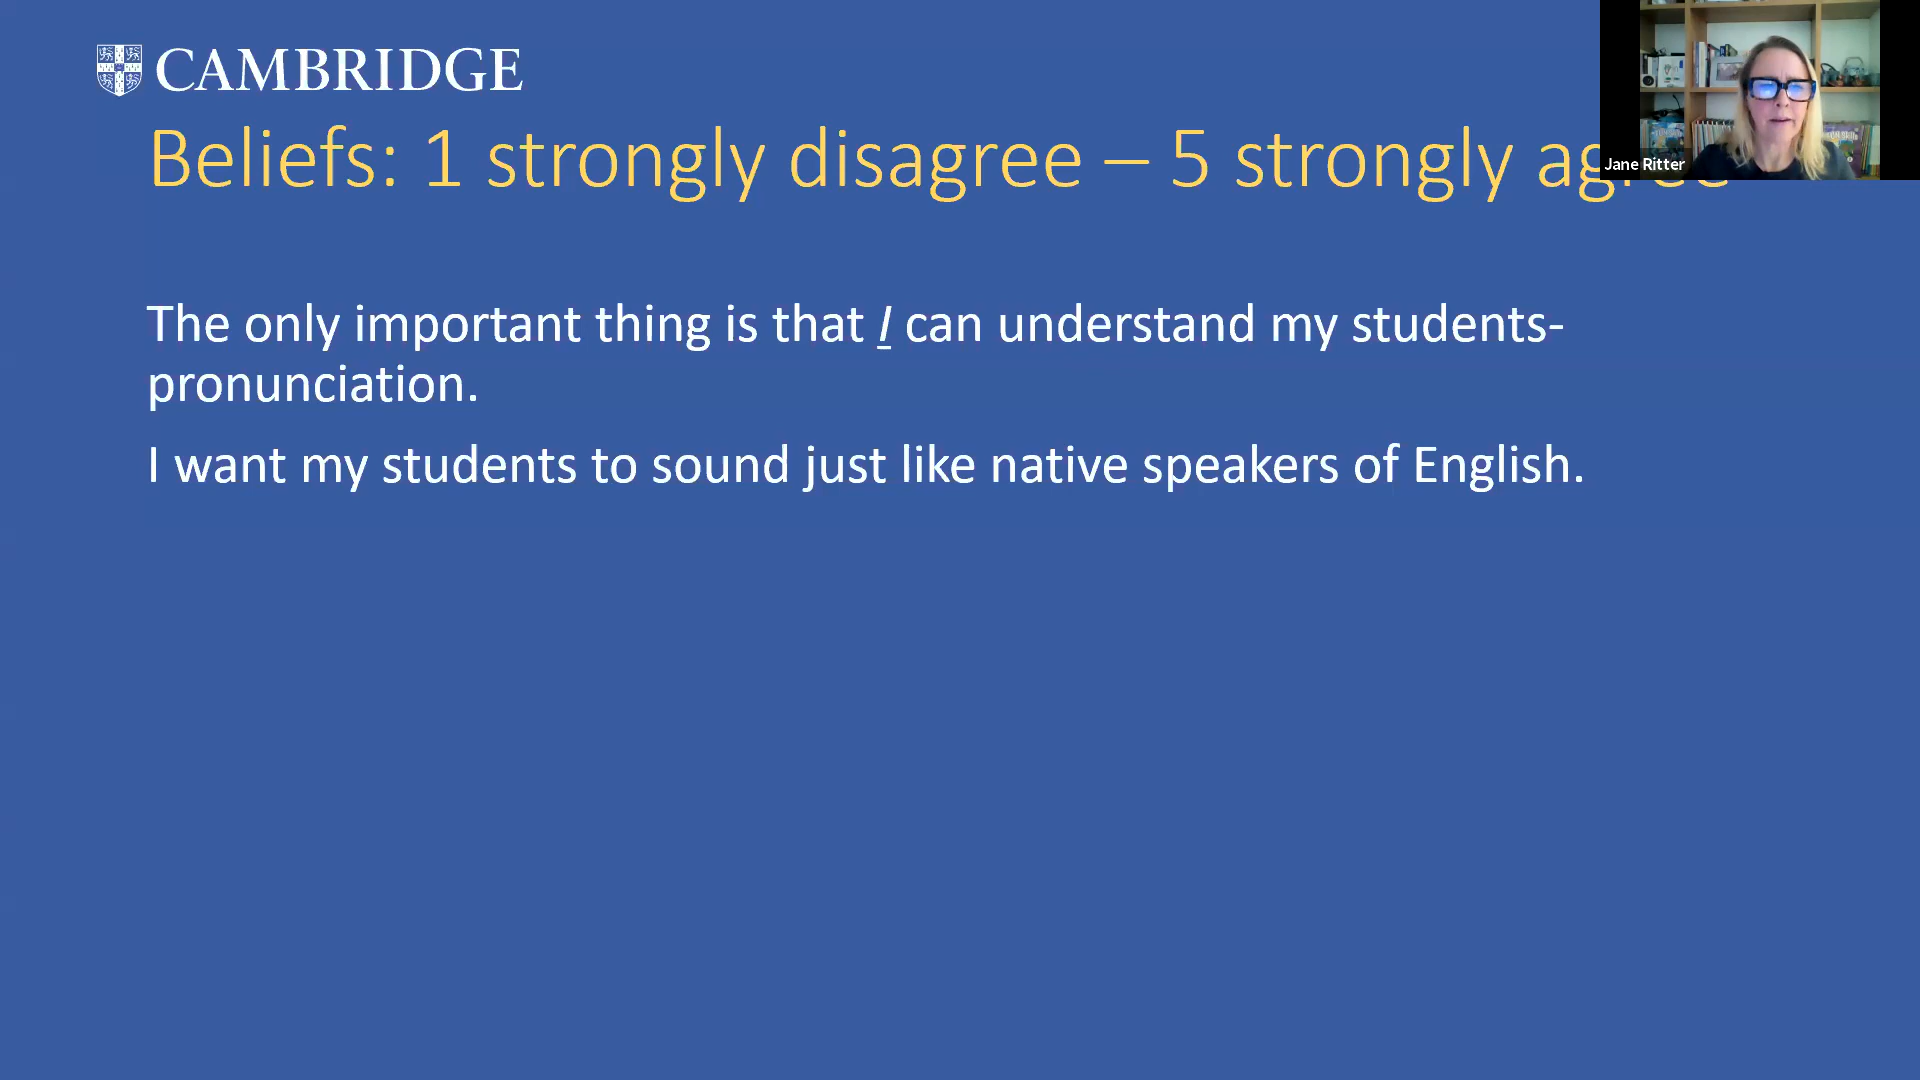 CAMBRIDGE
Beliefs: 1 strongly disagree – 5 strongly agree
Jane Ritter
The only important thing is that I can understand my students-
pronunciation.
I want my students to sound just like native speakers of English.